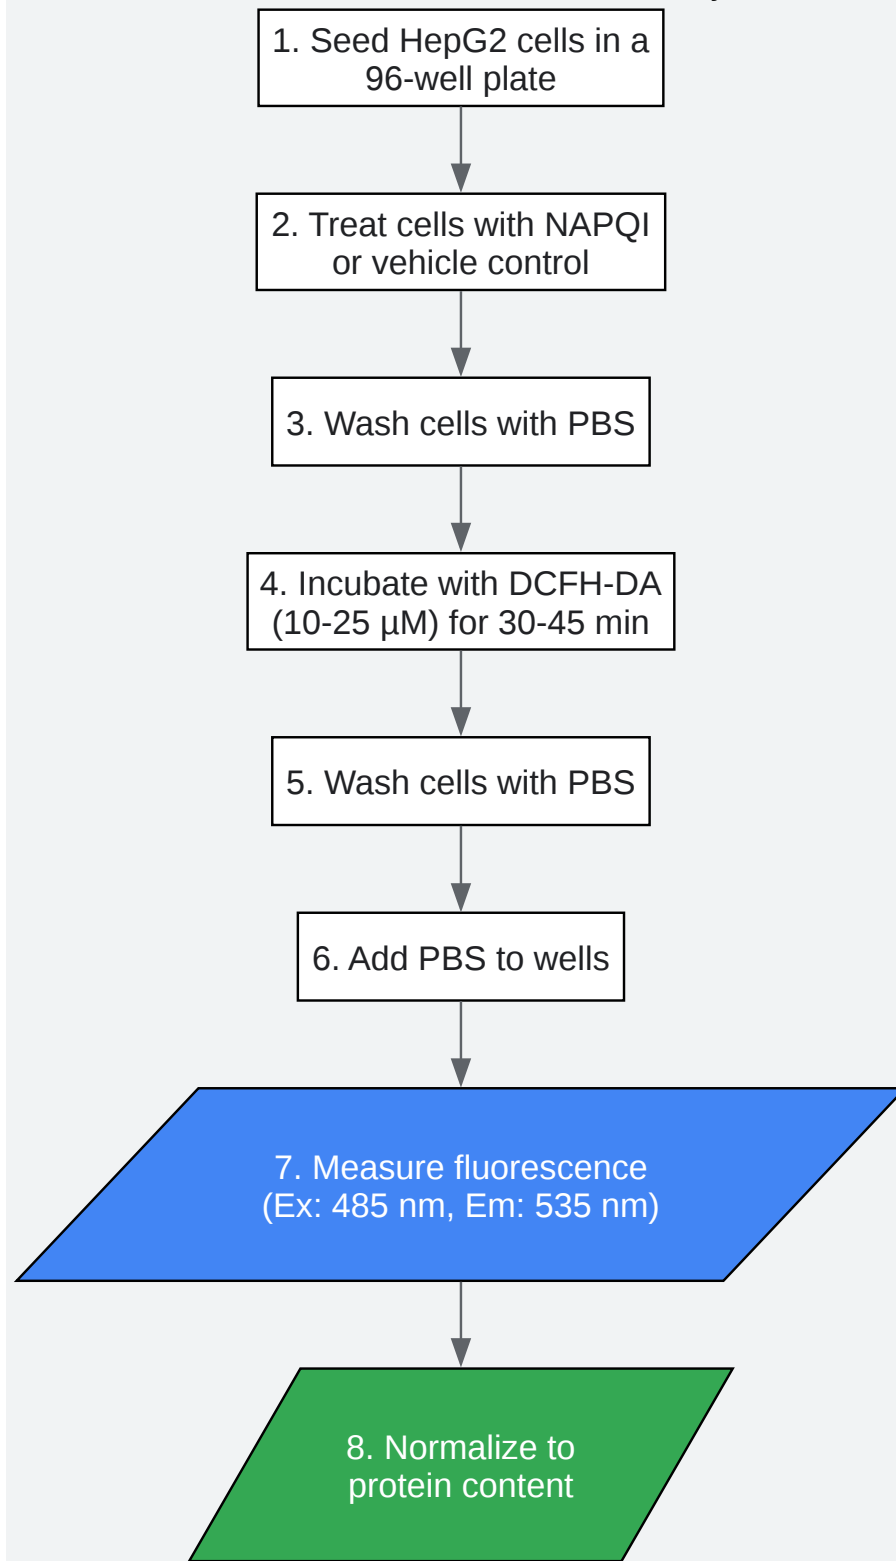 1. Seed HepG2 cells in a
96-well plate
2. Treat cells with NAPQI
or vehicle control
3. Wash cells with PBS
4. Incubate with DCFH-DA
(10-25 µM) for 30-45 min
5. Wash cells with PBS
6. Add PBS to wells
7. Measure fluorescence
(Ex: 485 nm, Em: 535 nm)
8. Normalize to
protein content